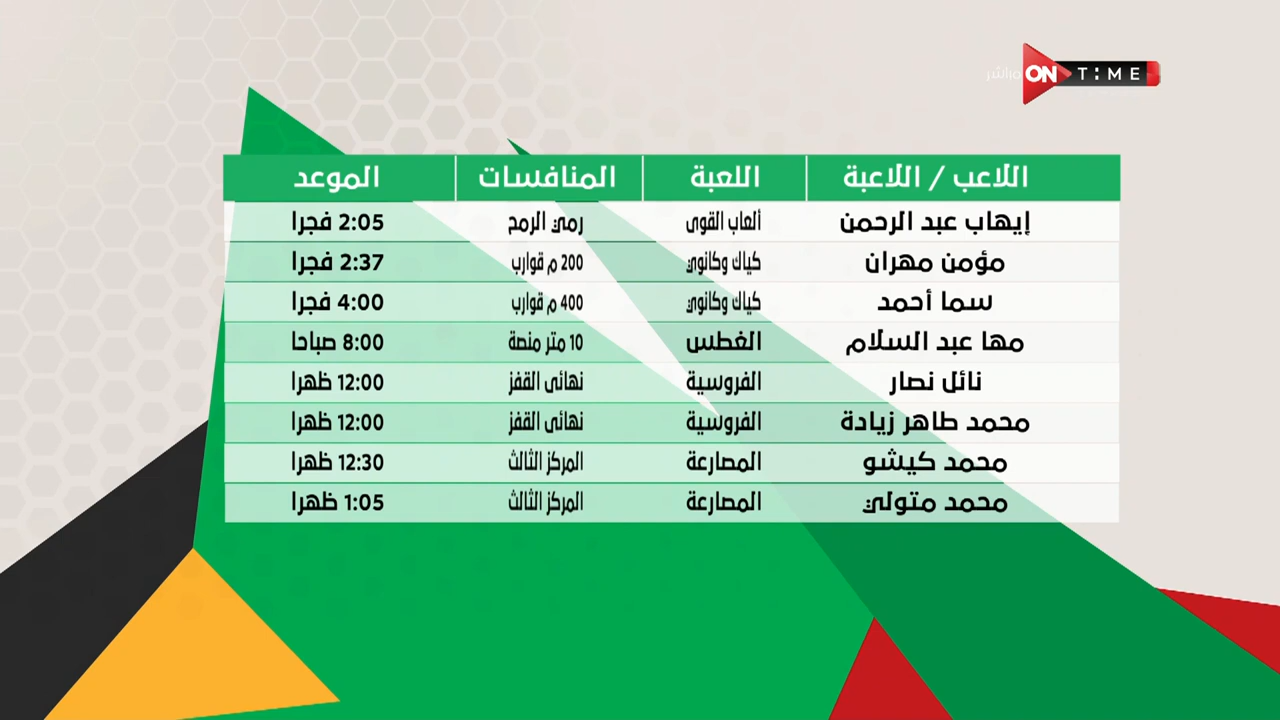 مباشر ON TIME
اللاعب / اللاعبة اللعبة المنافسات الموعد
إيهاب عبد الرحمن ألعاب القوى رمي الرمح 2:05 فجرا
مؤمن مهران كياك وكانوي 200 م قوارب 2:37 فجرا
سما أحمد كياك وكانوي 400 م قوارب 4:00 فجرا
مها عبد السلام الغطس 10 متر منصة 8:00 صباحا
نائل نصار الفروسية نهائى القفز 12:00 ظهرا
محمد طاهر زيادة الفروسية نهائى القفز 12:00 ظهرا
محمد كيشو المصارعة المركز الثالث 12:30 ظهرا
محمد متولي المصارعة المركز الثالث 1:05 ظهرا